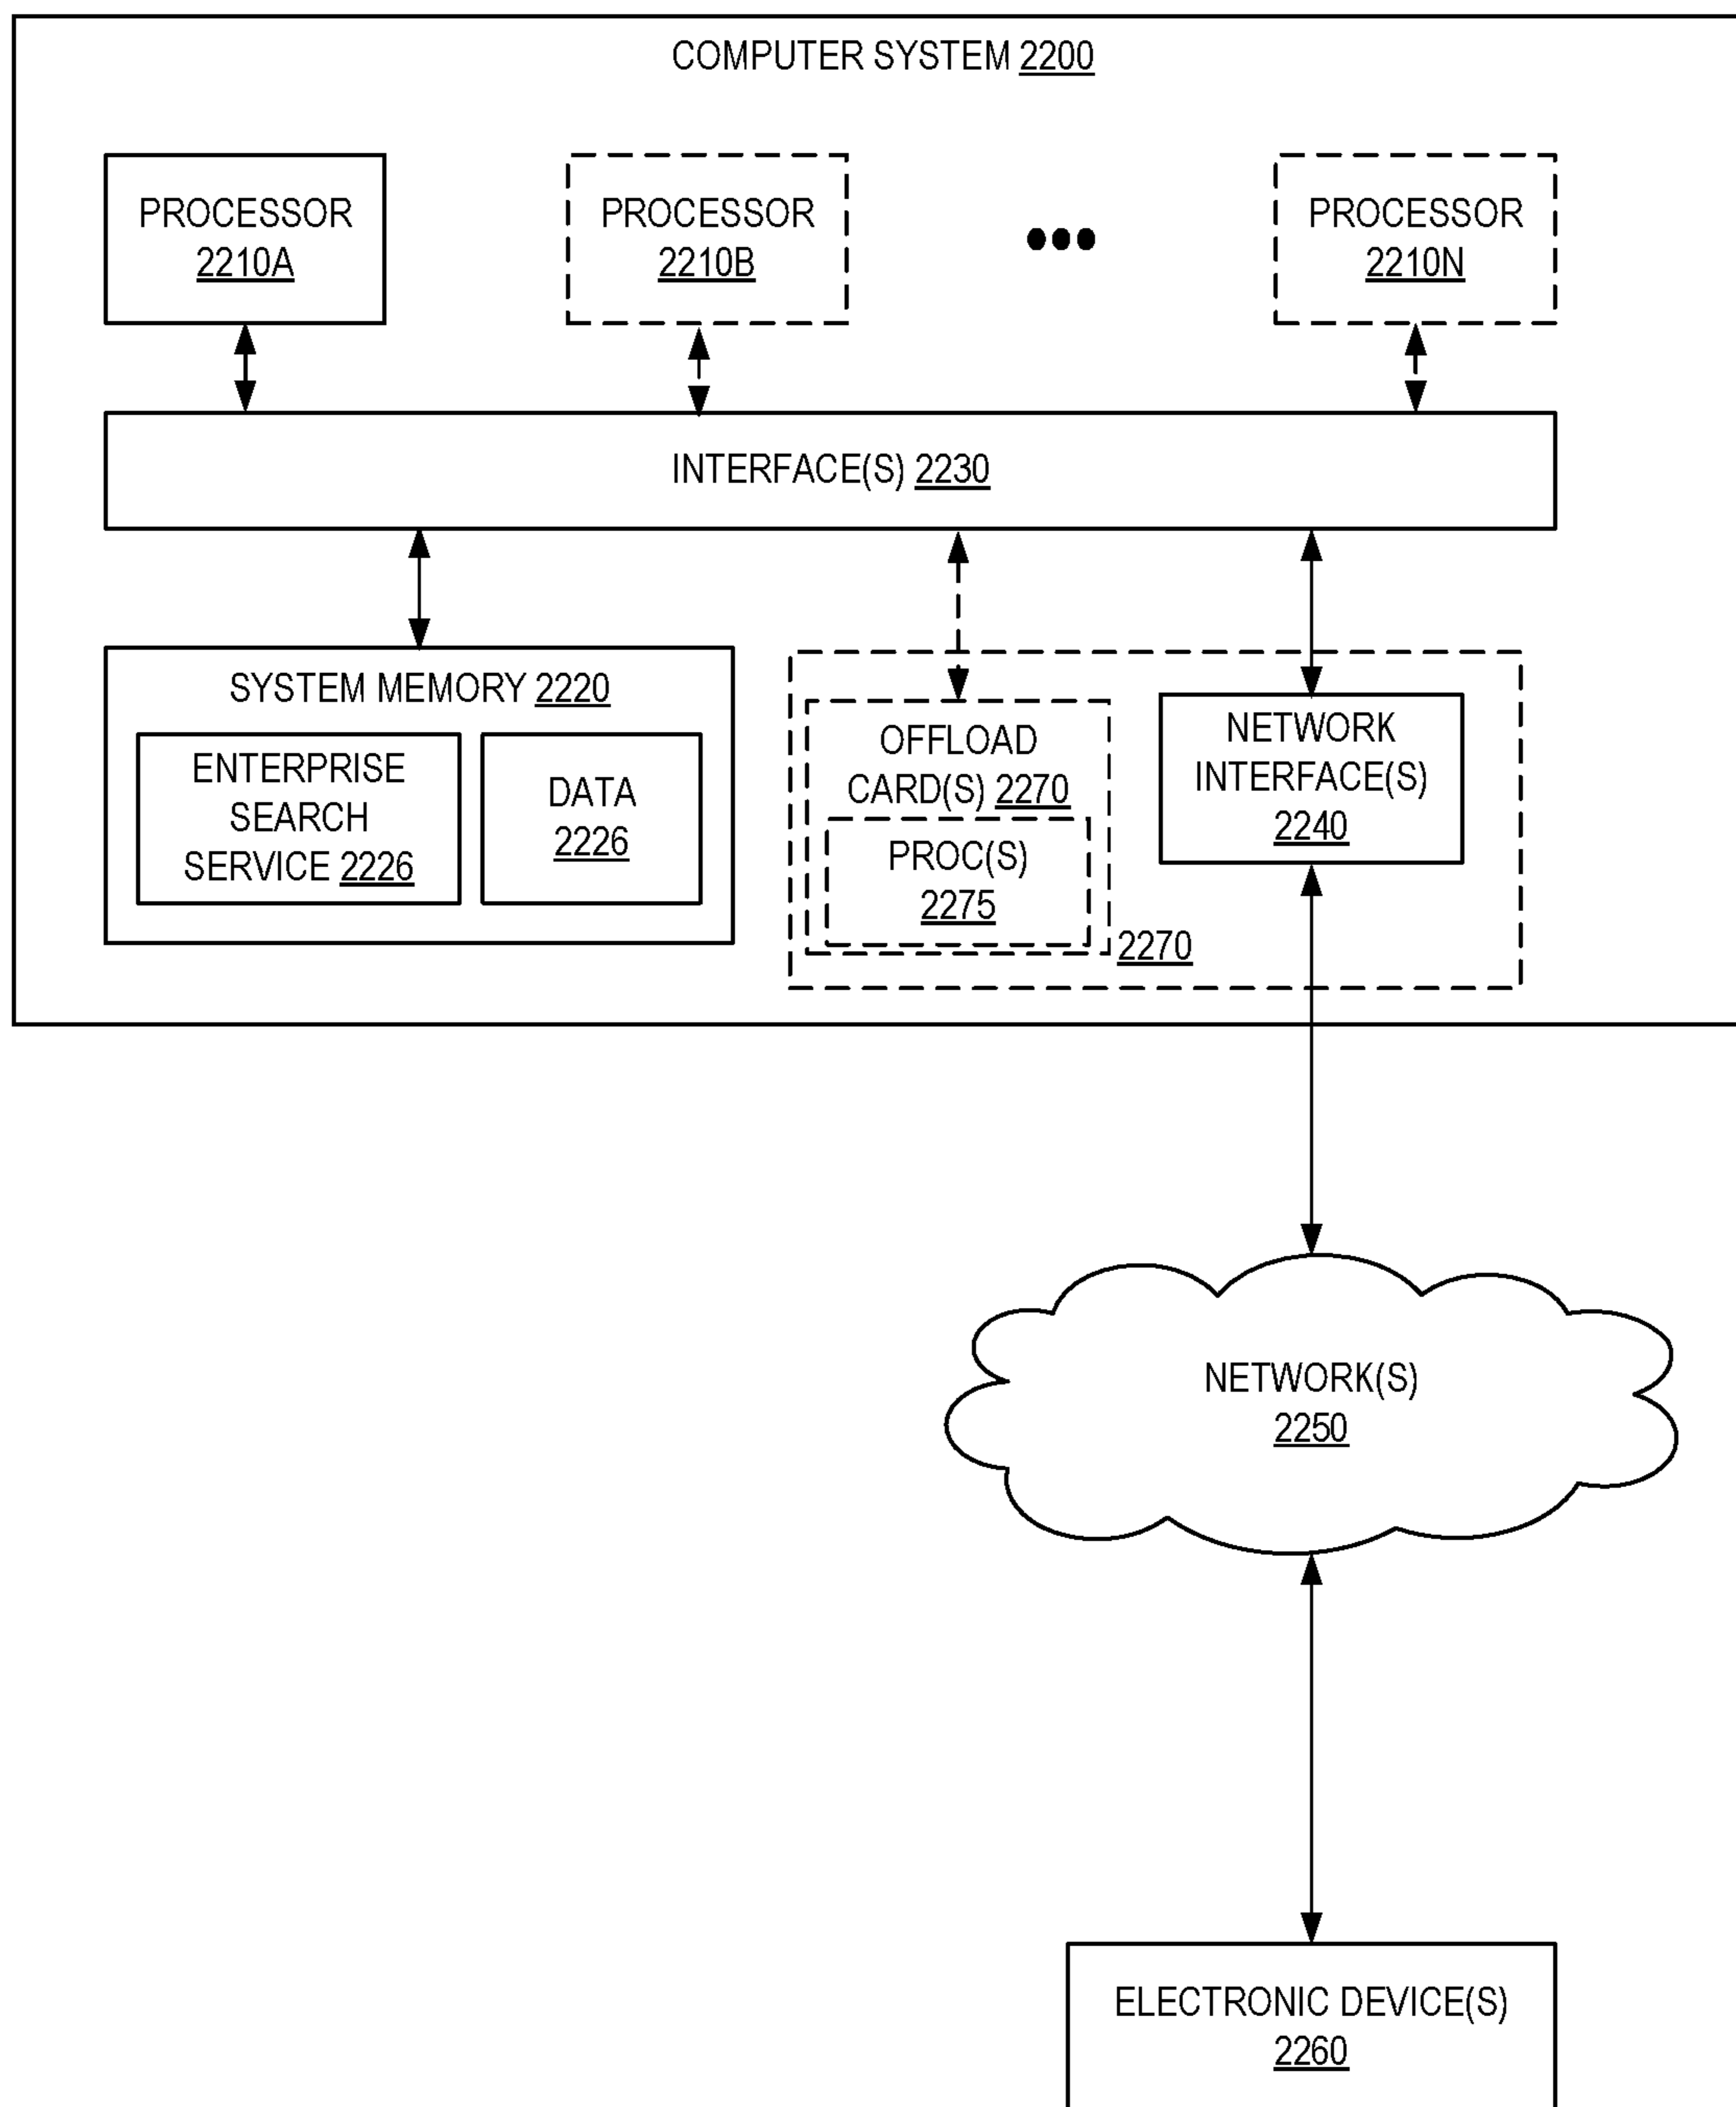 COMPUTER SYSTEM 2200
PROCESSOR
2210A
PROCESSOR
2210B
PROCESSOR
2210N
INTERFACE(S) 2230
SYSTEM MEMORY 2220
ENTERPRISE
SEARCH
SERVICE 2226
DATA
2226
OFFLOAD
CARD(S) 2270
PROC(S)
2275
2270
NETWORK
INTERFACE(S)
2240
NETWORK(S)
2250
ELECTRONIC DEVICE(S)
2260